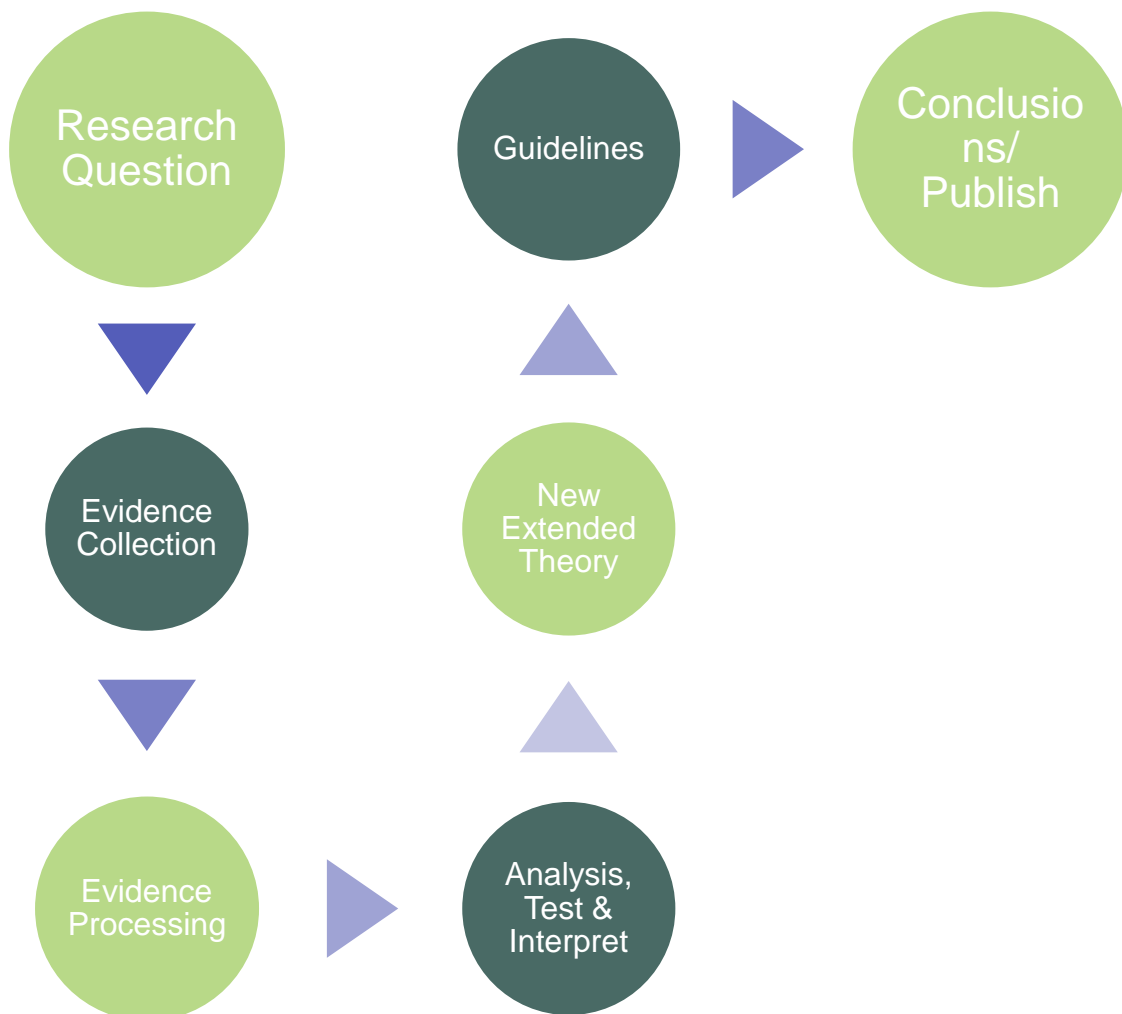 Research
Question
Evidence
Collection
Evidence
Processing
Analysis,
Test &
Interpret
New
Extended
Theory
Guidelines
Conclusio
ns/
Publish